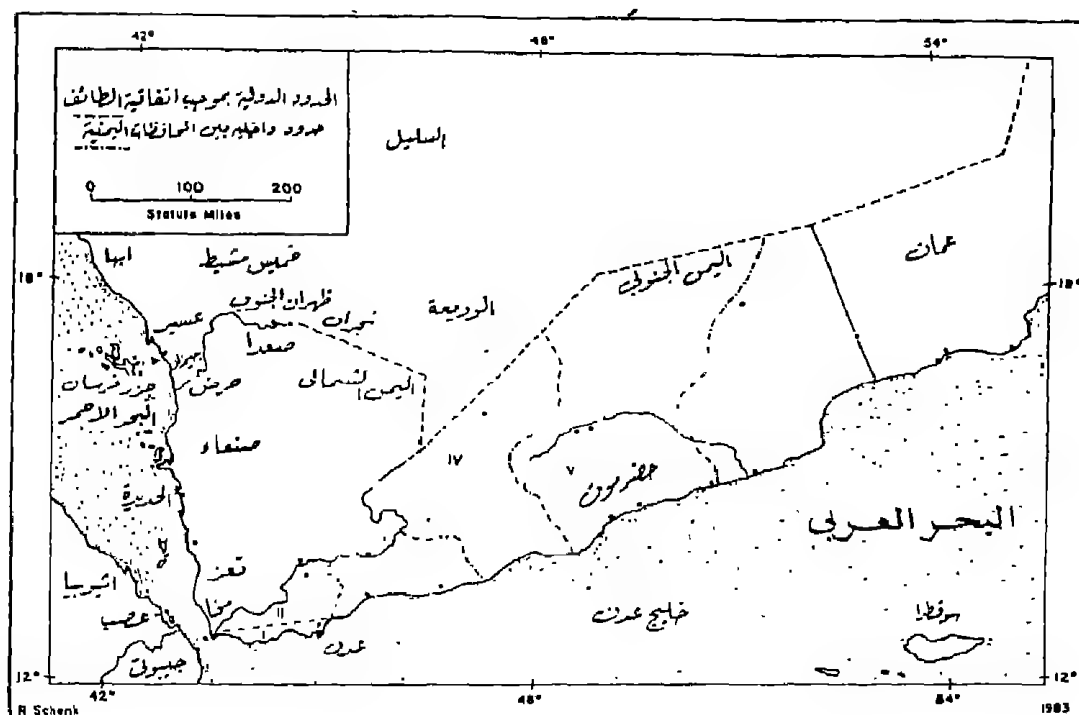 42°
48°
54°
الحدود الدولية بموجب اتفاقية الطائف
حدود داخلية بين المحافظات اليمنية
0 100 200
Statute Miles
السليل
ابها
خميس مشيط
عمان
18°
18°
اليمن الجنوبي
ظهران الجنوب
نجران
الوديعة
عسير
صعدا
جيزان
جزر فرسان
حرض
اليمن الشمالي
البحر الاحمر
صنعاء
IV
V
حضرموت
الحديدة
البحر العربي
اثيوبيا
تعز
مخا
II
I
عصب
عدن
خليج عدن
سوقطرا
جيبوتي
12°
12°
42°
48°
54°
R Schenk
1983